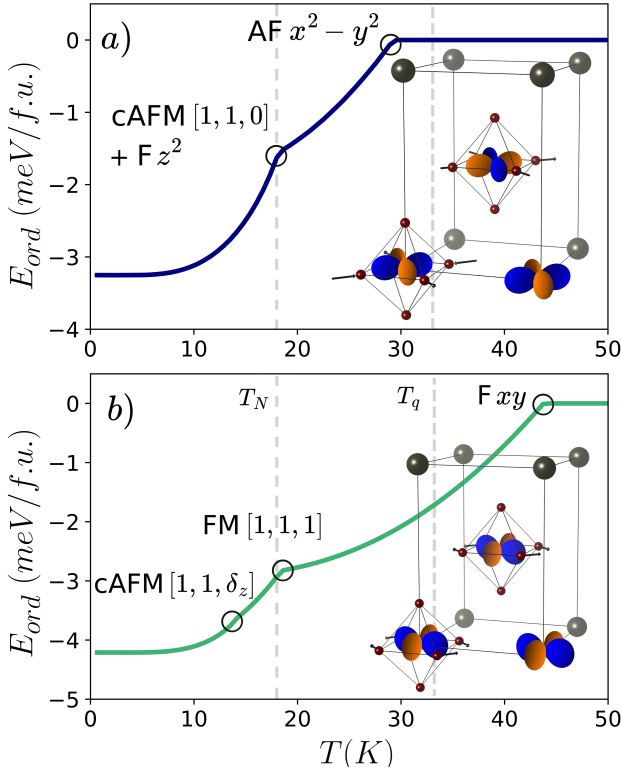 a)
AF x² − y²
cAFM [1, 1, 0]
+ F z²
E_ord (meV/f.u.)
0
−1
−2
−3
−4
0 10 20 30 40 50
b)
T_N
T_q
F xy
FM [1, 1, 1]
cAFM [1, 1, δ_z]
E_ord (meV/f.u.)
0
−1
−2
−3
−4
−5
0 10 20 30 40 50
T(K)